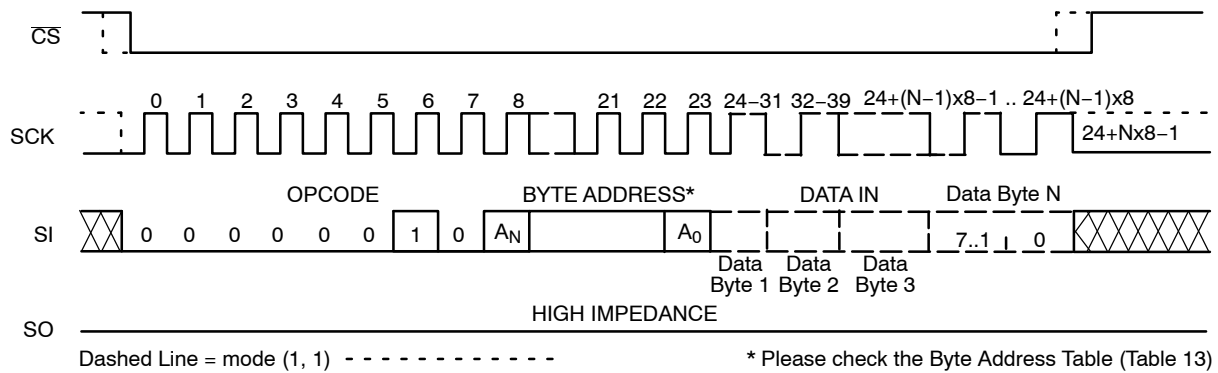 CS
0 1 2 3 4 5 6 7 8 21 22 23 24−31 32−39 24+(N−1)x8−1 .. 24+(N−1)x8
SCK
24+Nx8−1
OPCODE BYTE ADDRESS* DATA IN Data Byte N
SI
0 0 0 0 0 0 1 0 AN A0 7..1 0
Data Byte 1 Data Byte 2 Data Byte 3
HIGH IMPEDANCE
SO
Dashed Line = mode (1, 1) * Please check the Byte Address Table (Table 13)